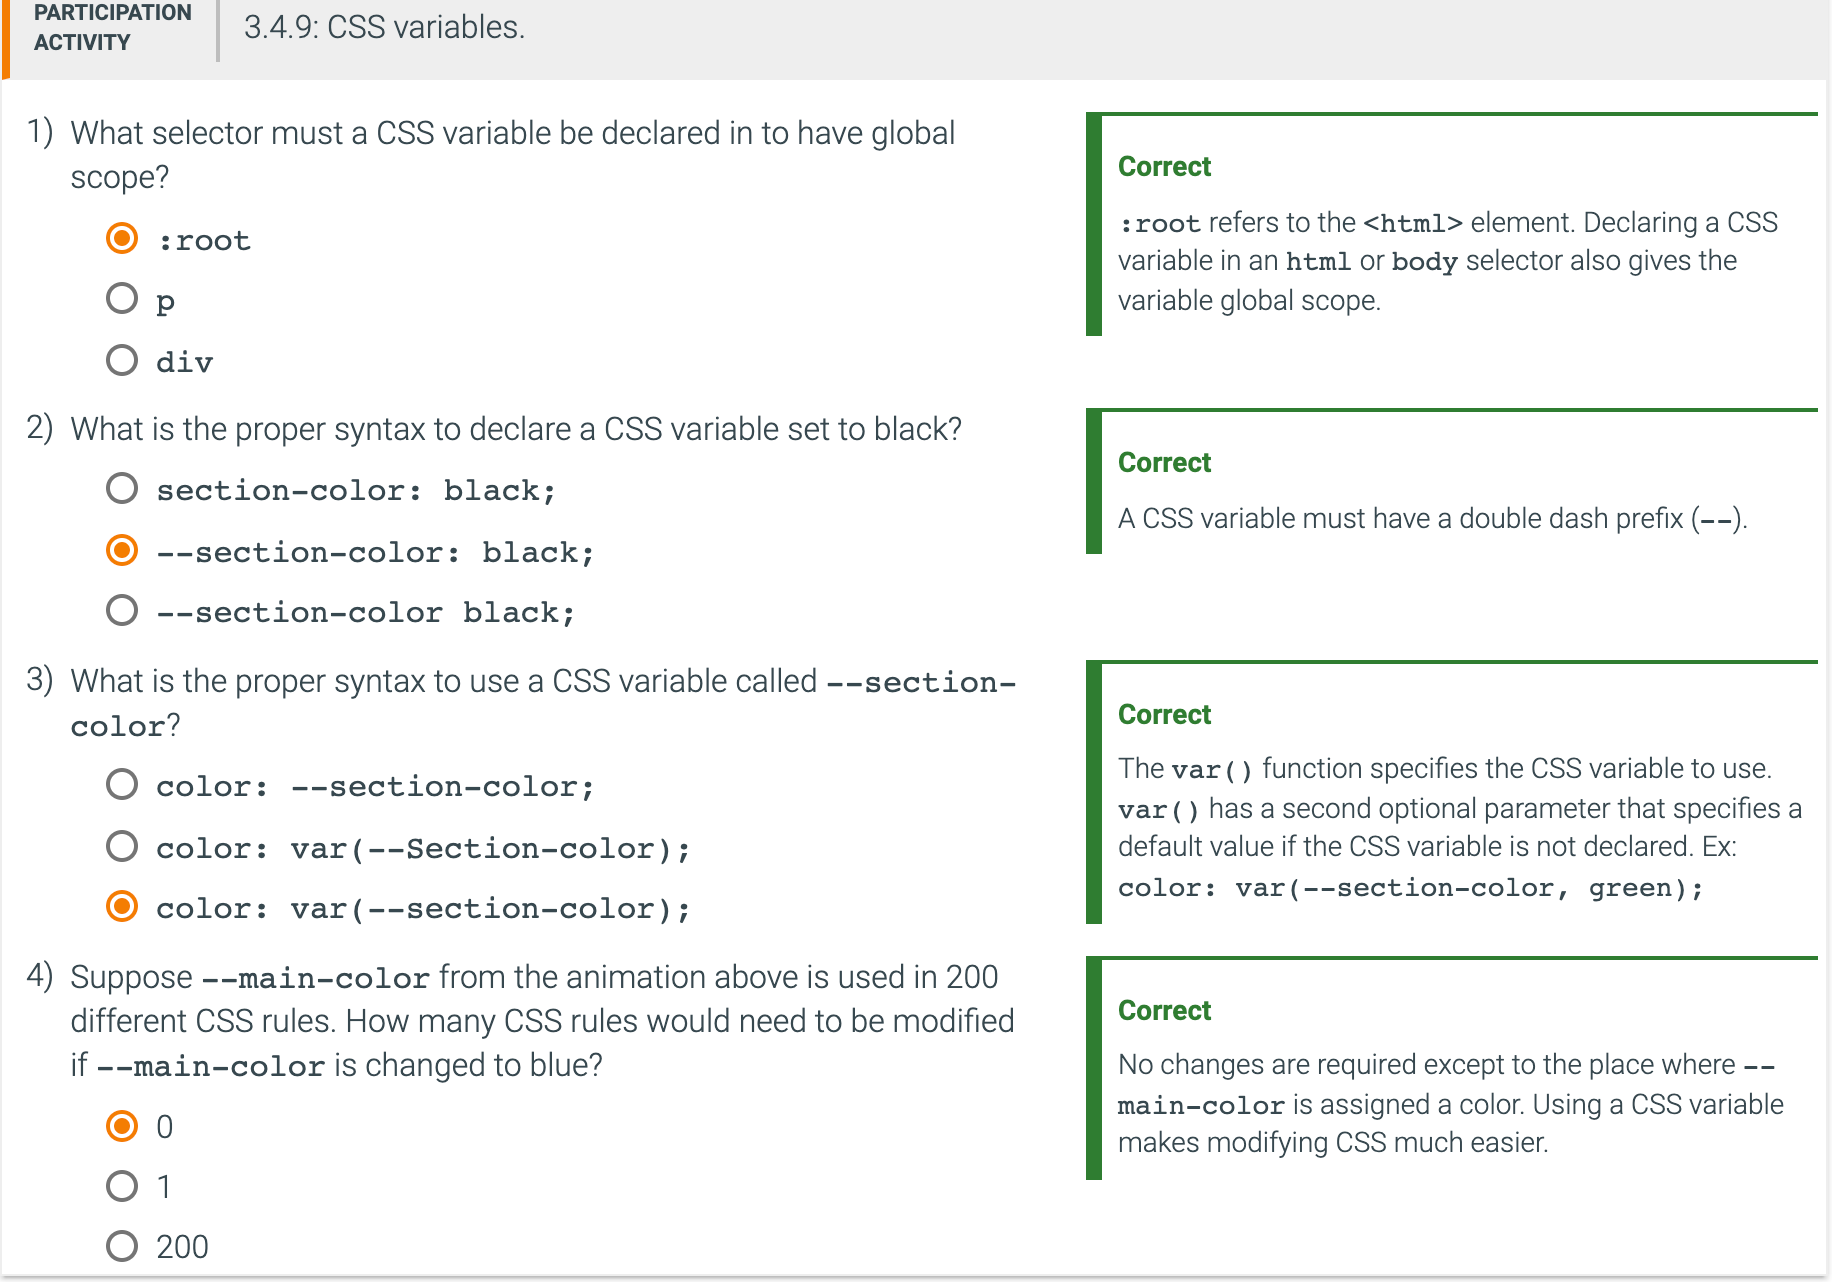 PARTICIPATION
ACTIVITY
3.4.9: CSS variables.
1) What selector must a CSS variable be declared in to have global
scope?
:root
p
div
Correct
:root refers to the <html> element. Declaring a CSS
variable in an html or body selector also gives the
variable global scope.
2) What is the proper syntax to declare a CSS variable set to black?
section-color: black;
--section-color: black;
--section-color black;
Correct
A CSS variable must have a double dash prefix (--).
3) What is the proper syntax to use a CSS variable called --section-
color?
color: --section-color;
color: var(--Section-color);
color: var(--section-color);
Correct
The var() function specifies the CSS variable to use.
var() has a second optional parameter that specifies a
default value if the CSS variable is not declared. Ex:
color: var(--section-color, green);
4) Suppose --main-color from the animation above is used in 200
different CSS rules. How many CSS rules would need to be modified
if --main-color is changed to blue?
0
1
200
Correct
No changes are required except to the place where --
main-color is assigned a color. Using a CSS variable
makes modifying CSS much easier.